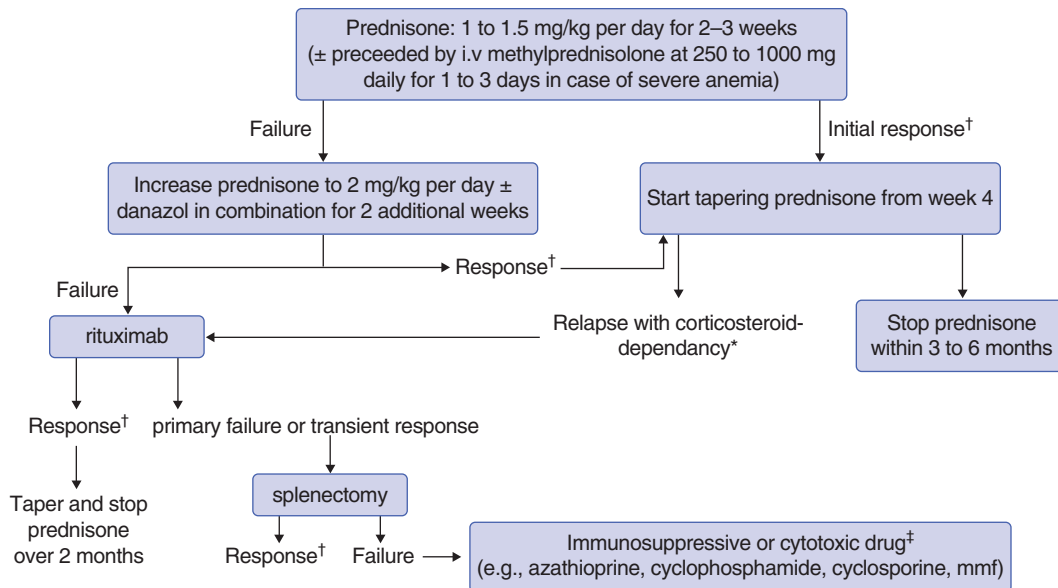 Prednisone: 1 to 1.5 mg/kg per day for 2–3 weeks
(± preceeded by i.v methylprednisolone at 250 to 1000 mg
daily for 1 to 3 days in case of severe anemia)
Failure
Initial response†
Increase prednisone to 2 mg/kg per day ±
danazol in combination for 2 additional weeks
Start tapering prednisone from week 4
Response†
Failure
rituximab
Relapse with corticosteroid-
dependancy*
Stop prednisone
within 3 to 6 months
Response†
primary failure or transient response
Taper and stop
prednisone
over 2 months
splenectomy
Response†
Failure
Immunosuppressive or cytotoxic drug‡
(e.g., azathioprine, cyclophosphamide, cyclosporine, mmf)